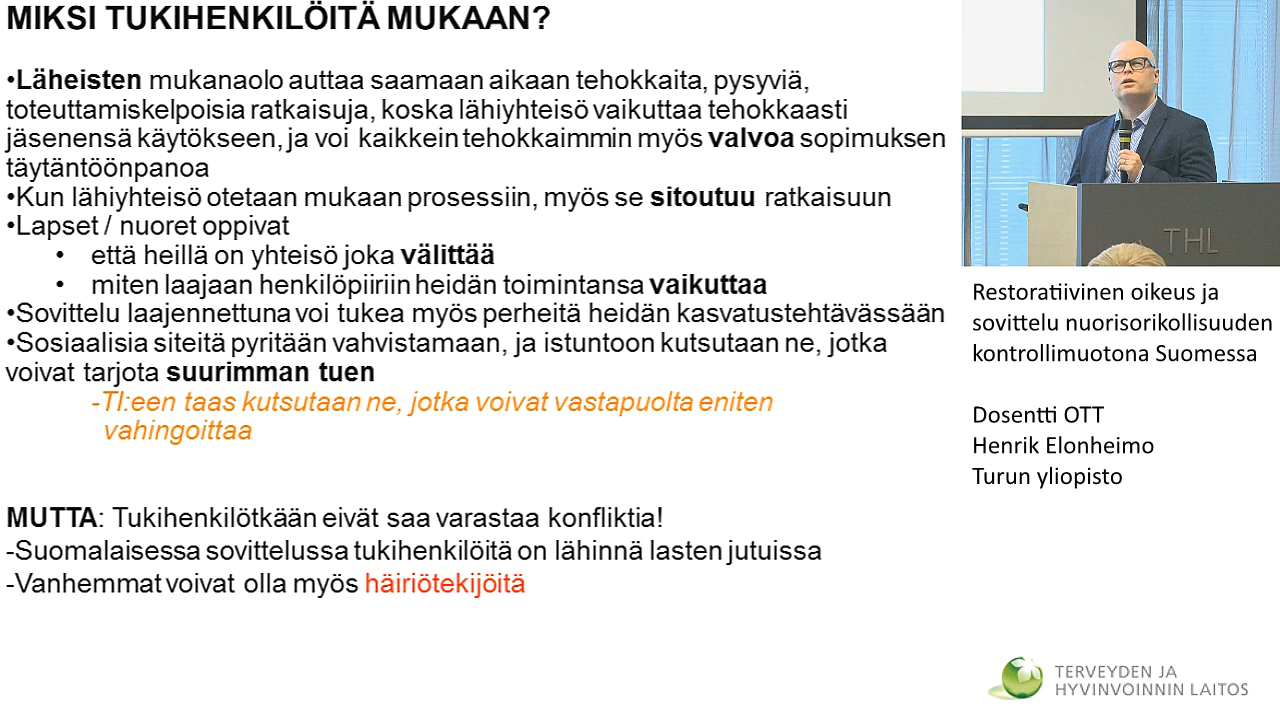 MIKSI TUKIHENKILÖITÄ MUKAAN?
•Läheisten mukanaolo auttaa saamaan aikaan tehokkaita, pysyviä,
toteuttamiskelpoisia ratkaisuja, koska lähiyhteisö vaikuttaa tehokkaasti
jäsenensä käytökseen, ja voi kaikkein tehokkaimmin myös valvoa sopimuksen
täytäntöönpanoa
•Kun lähiyhteisö otetaan mukaan prosessiin, myös se sitoutuu ratkaisuun
•Lapset / nuoret oppivat
• että heillä on yhteisö joka välittää
• miten laajaan henkilöpiiriin heidän toimintansa vaikuttaa
•Sovittelu laajennettuna voi tukea myös perheitä heidän kasvatustehtävässään
•Sosiaalisia siteitä pyritään vahvistamaan, ja istuntoon kutsutaan ne, jotka
voivat tarjota suurimman tuen
-TI:een taas kutsutaan ne, jotka voivat vastapuolta eniten
vahingoittaa
MUTTA: Tukihenkilötkään eivät saa varastaa konfliktia!
-Suomalaisessa sovittelussa tukihenkilöitä on lähinnä lasten jutuissa
-Vanhemmat voivat olla myös häiriötekijöitä
THL
Restoratiivinen oikeus ja
sovittelu nuorisorikollisuuden
kontrollimuotona Suomessa
Dosentti OTT
Henrik Elonheimo
Turun yliopisto
TERVEYDEN JA
HYVINVOINNIN LAITOS